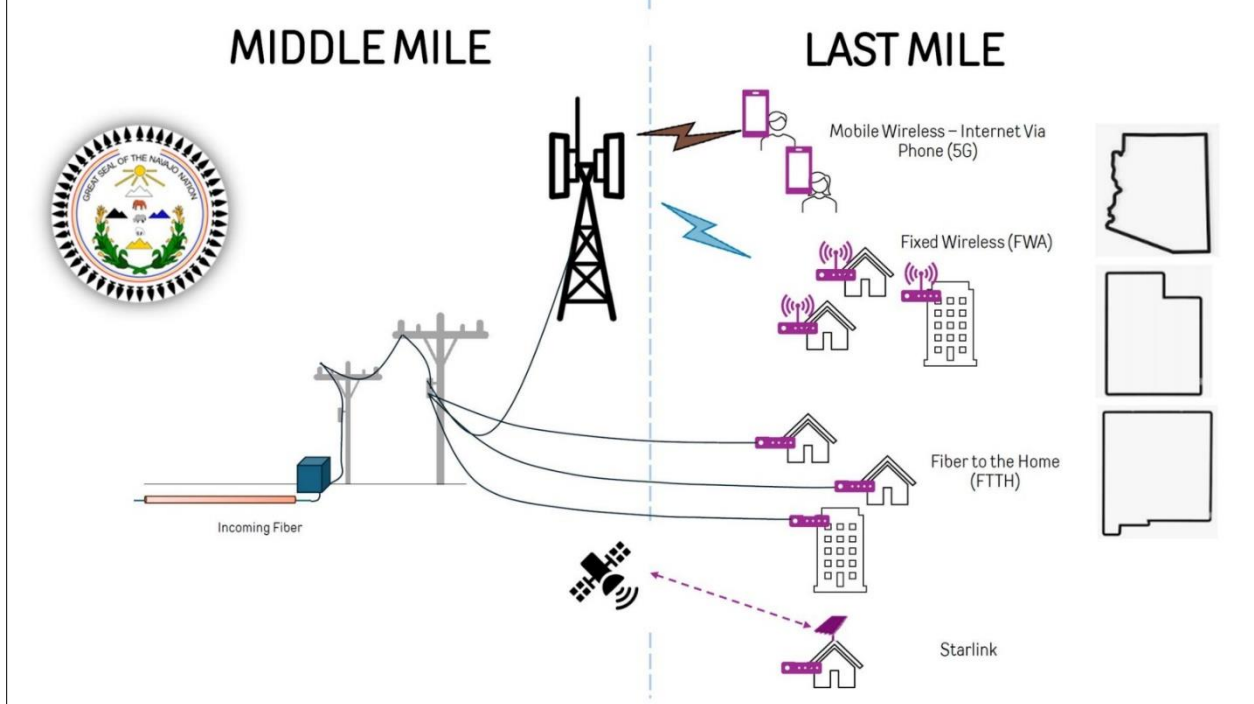 MIDDLE MILE
LAST MILE
GREAT SEAL OF THE NAVAJO NATION
Mobile Wireless – Internet Via
Phone (5G)
Fixed Wireless (FWA)
Fiber to the Home
(FTTH)
Incoming Fiber
Starlink